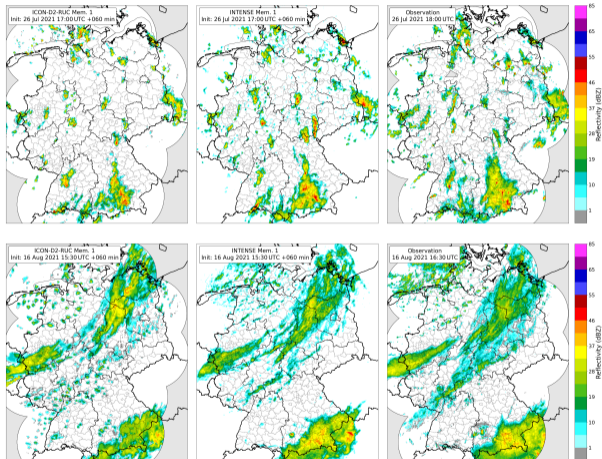 ICON-D2-RUC Mem. 1
Init: 26 Jul 2021 17:00 UTC +060 min
INTENSE Mem. 1
Init: 26 Jul 2021 17:00 UTC +060 min
Observation
26 Jul 2021 18:00 UTC
85
65
55
46
37
28
19
10
1
Reflectivity (dBZ)
ICON-D2-RUC Mem. 1
Init: 16 Aug 2021 15:30 UTC +060 min
INTENSE Mem. 1
Init: 16 Aug 2021 15:30 UTC +060 min
Observation
16 Aug 2021 16:30 UTC
85
65
55
46
37
28
19
10
1
Reflectivity (dBZ)